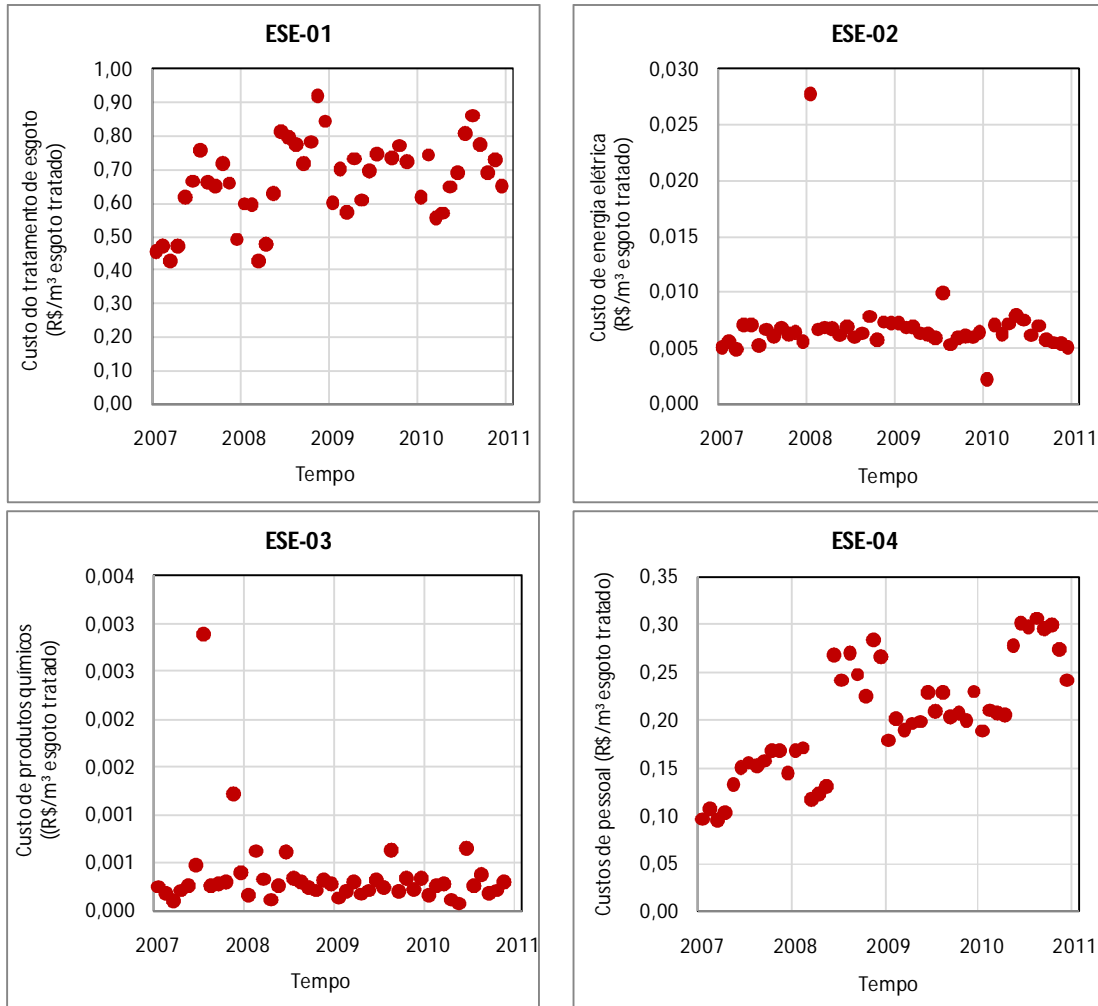 ESE-01
Custo do tratamento de esgoto
(R$/m³ esgoto tratado)
1,00
0,90
0,80
0,70
0,60
0,50
0,40
0,30
0,20
0,10
0,00
2007 2008 2009 2010 2011
Tempo
ESE-02
Custo de energia elétrica
(R$/m³ esgoto tratado)
0,030
0,025
0,020
0,015
0,010
0,005
0,000
2007 2008 2009 2010 2011
Tempo
ESE-03
Custo de produtos químicos
((R$/m³ esgoto tratado)
0,004
0,003
0,003
0,002
0,002
0,001
0,001
0,000
2007 2008 2009 2010 2011
Tempo
ESE-04
Custos de pessoal (R$/m³ esgoto tratado)
0,35
0,30
0,25
0,20
0,15
0,10
0,05
0,00
2007 2008 2009 2010 2011
Tempo